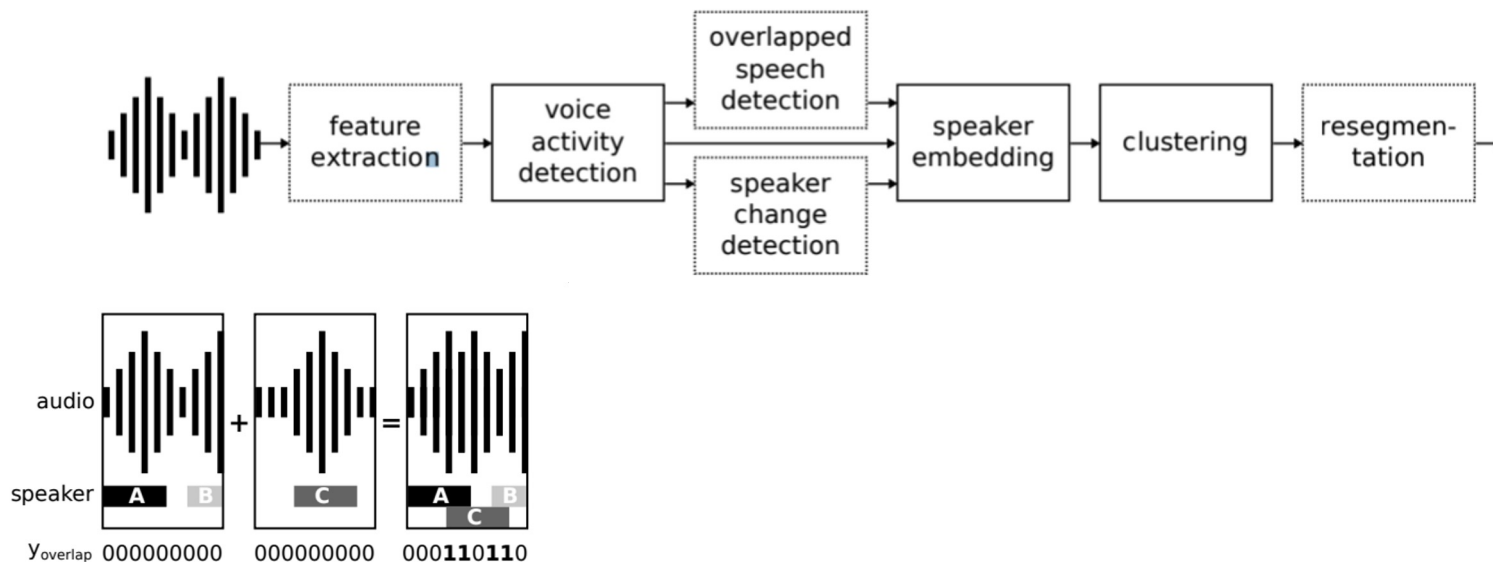 feature
extraction
voice
activity
detection
overlapped
speech
detection
speaker
change
detection
speaker
embedding
clustering
resegmen-
tation
audio
+
=
speaker
A
B
C
A
B
C
yoverlap
000000000
000000000
000110110